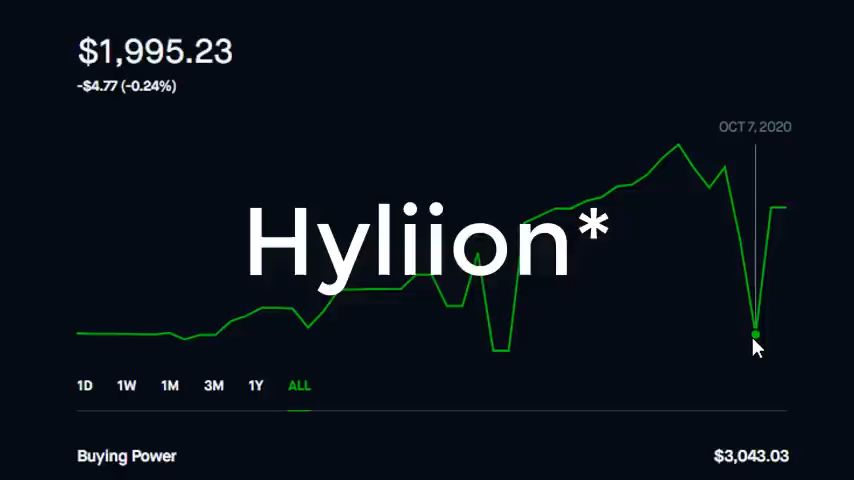 $1,995.23
-$4.77 (-0.24%)
OCT 7, 2020
Hyliion*
1D 1W 1M 3M 1Y ALL
Buying Power $3,043.03